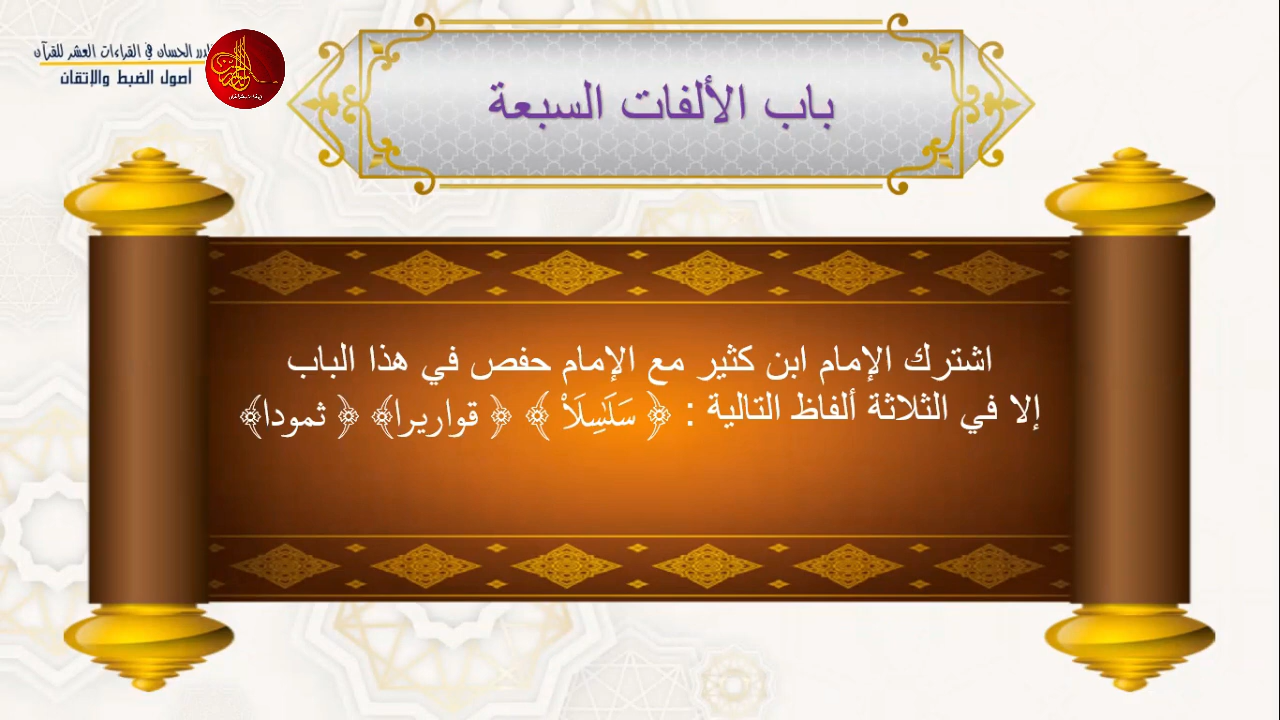 الدرر الحسان في القراءات العشر للقرآن
أصول الضبط والإتقان
باب الألفات السبعة
اشترك الإمام ابن كثير مع الإمام حفص في هذا الباب
إلا في الثلاثة ألفاظ التالية : ﴿ سَلَٰسِلَاْ ﴾ ﴿ قواريرا﴾ ﴿ ثمودا﴾